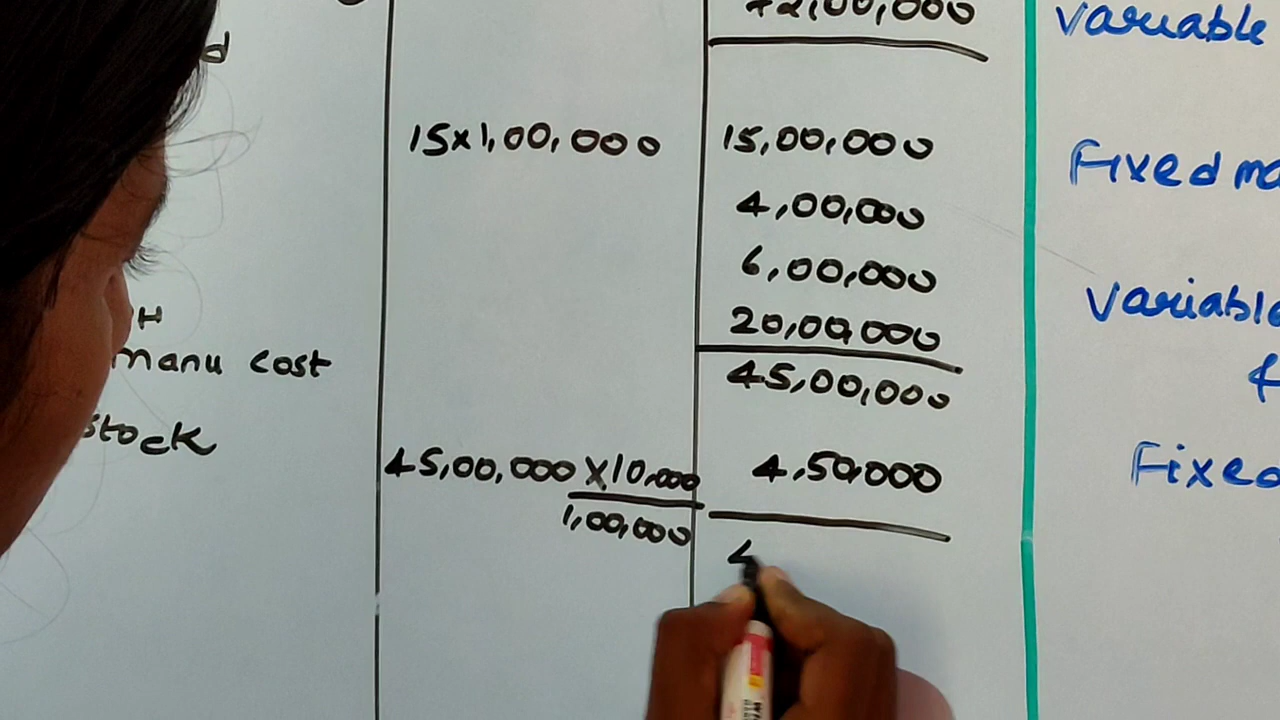 variable
d
15×1,00,000 15,00,000
Fixed
4,00,000
6,00,000
H
20,00,000
manu cost
45,00,000
stock
45,00,000 × 10,000 4,50,000
Fixed
1,00,000
4